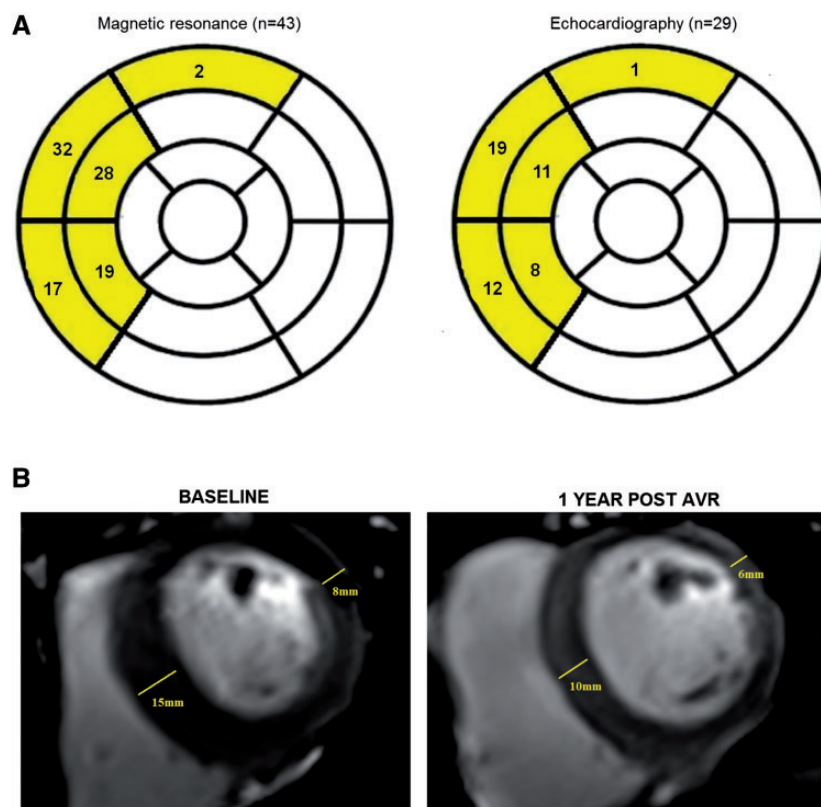 A
Magnetic resonance (n=43)
Echocardiography (n=29)
2
1
32
28
19
11
17
19
12
8
B
BASELINE
1 YEAR POST AVR
8mm
15mm
6mm
10mm